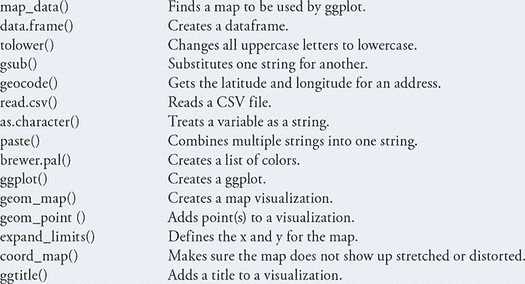 map_data() Finds a map to be used by ggplot.
data.frame() Creates a dataframe.
tolower() Changes all uppercase letters to lowercase.
gsub() Substitutes one string for another.
geocode() Gets the latitude and longitude for an address.
read.csv() Reads a CSV file.
as.character() Treats a variable as a string.
paste() Combines multiple strings into one string.
brewer.pal() Creates a list of colors.
ggplot() Creates a ggplot.
geom_map() Creates a map visualization.
geom_point () Adds point(s) to a visualization.
expand_limits() Defines the x and y for the map.
coord_map() Makes sure the map does not show up stretched or distorted.
ggtitle() Adds a title to a visualization.